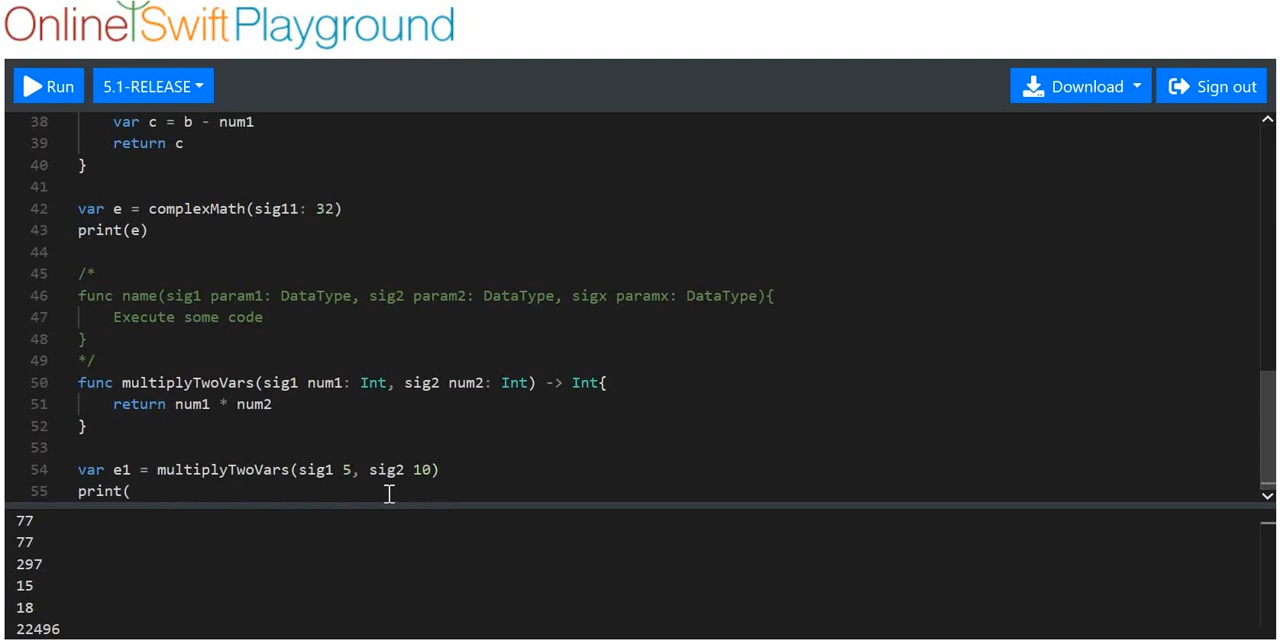 Online Swift Playground
Run 5.1-RELEASE Download Sign out
38 var c = b - num1
39 return c
40 }
41
42 var e = complexMath(sig11: 32)
43 print(e)
44
45 /*
46 func name(sig1 param1: DataType, sig2 param2: DataType, sigx paramx: DataType){
47 Execute some code
48 }
49 */
50 func multiplyTwoVars(sig1 num1: Int, sig2 num2: Int) -> Int{
51 return num1 * num2
52 }
53
54 var e1 = multiplyTwoVars(sig1 5, sig2 10)
55 print(
77
77
297
15
18
22496